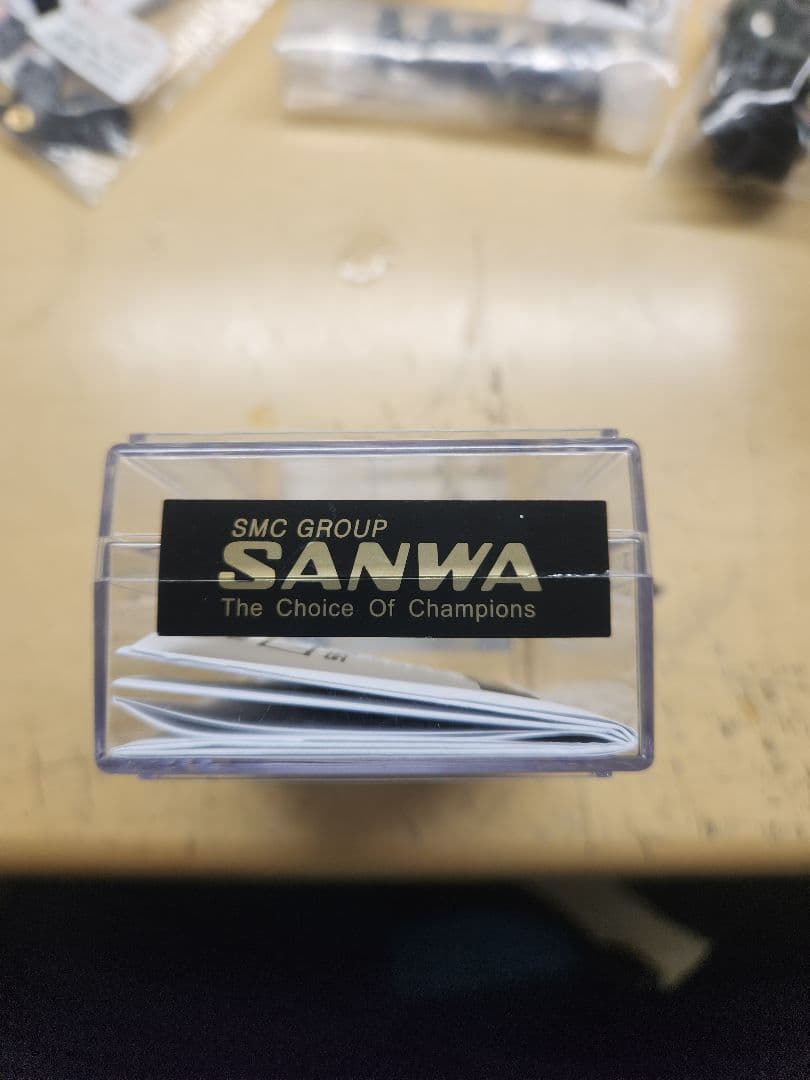 SMC GROUP
SANWA
The Choice Of Champions